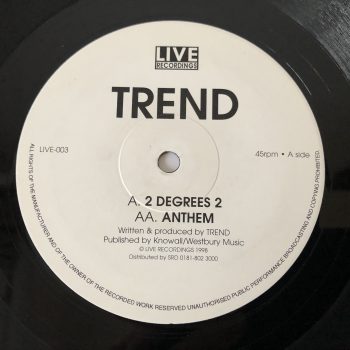 LIVE
RECORDINGS
TREND
LIVE-003
45rpm • A side
A. 2 DEGREES 2
AA. ANTHEM
Written & produced by TREND
Published by Knowall/Westbury Music
© LIVE RECORDINGS 1998
Distributed by SRD 0181-802 3000
ALL RIGHTS OF THE MANUFACTURER AND OF THE OWNER OF THE RECORDED WORK RESERVED UNAUTHORISED PUBLIC PERFORMANCE BROADCASTING AND COPYING PROHIBITED.